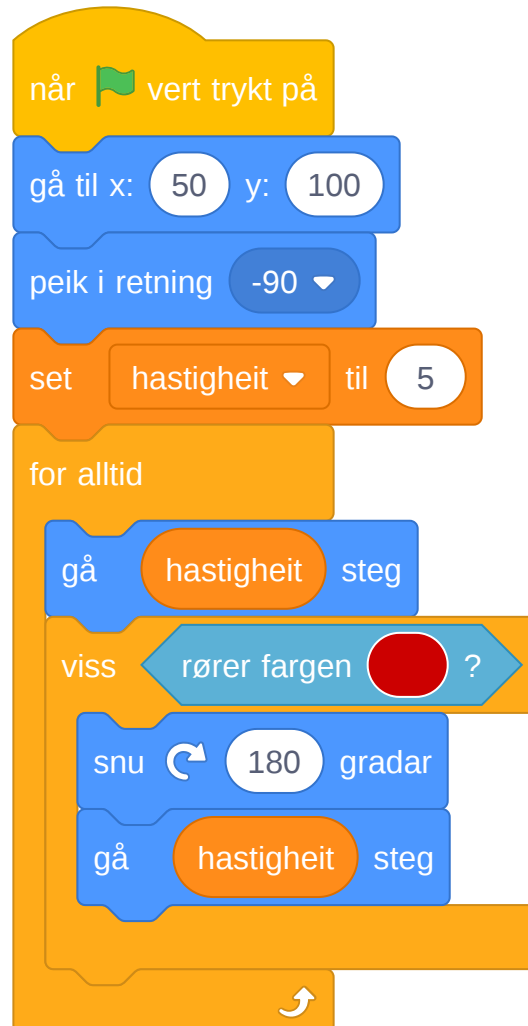 når vert trykt på
gå til x: 50 y: 100
peik i retning -90
set hastigheit til 5
for alltid
gå hastigheit steg
viss rører fargen ?
snu 180 gradar
gå hastigheit steg